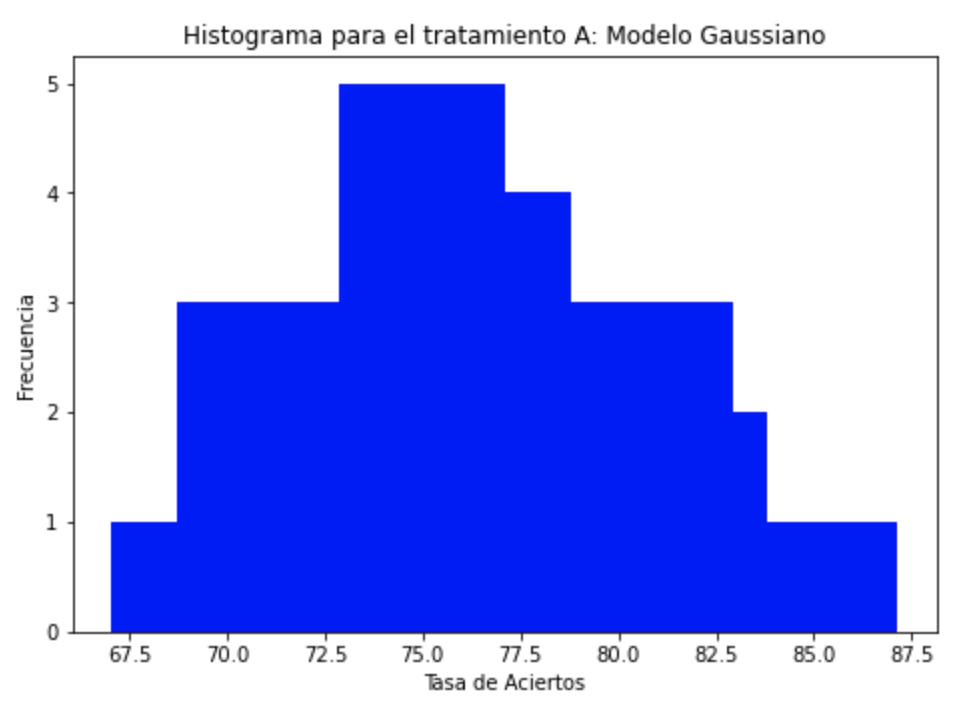 Histograma para el tratamiento A: Modelo Gaussiano
5
4
3
2
1
0
Frecuencia
67.5 70.0 72.5 75.0 77.5 80.0 82.5 85.0 87.5
Tasa de Aciertos